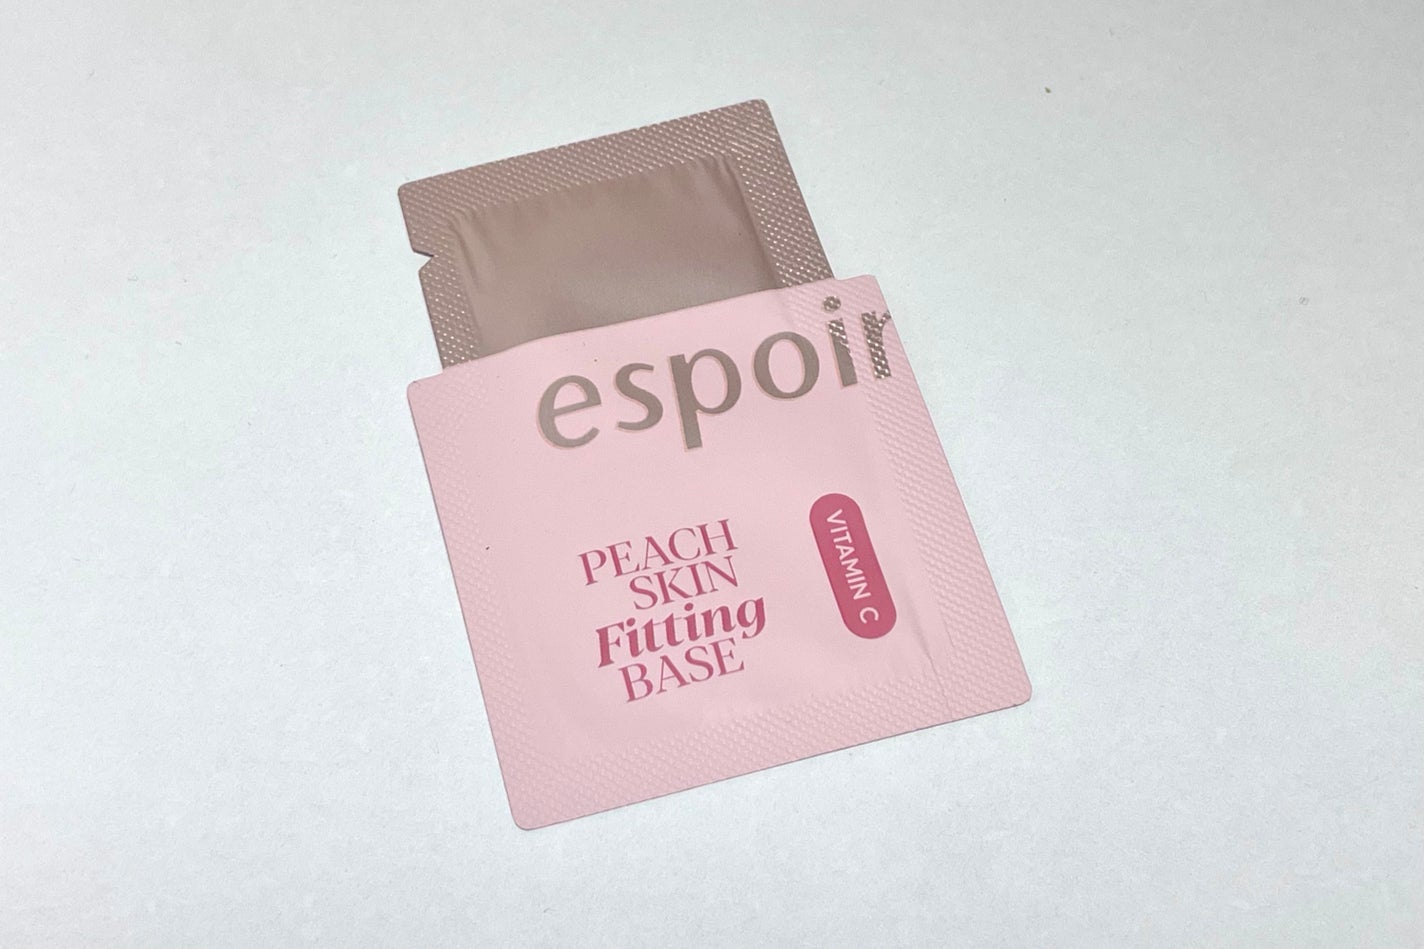 espoir
PEACH
SKIN
Fitting
BASE
VITAMIN C